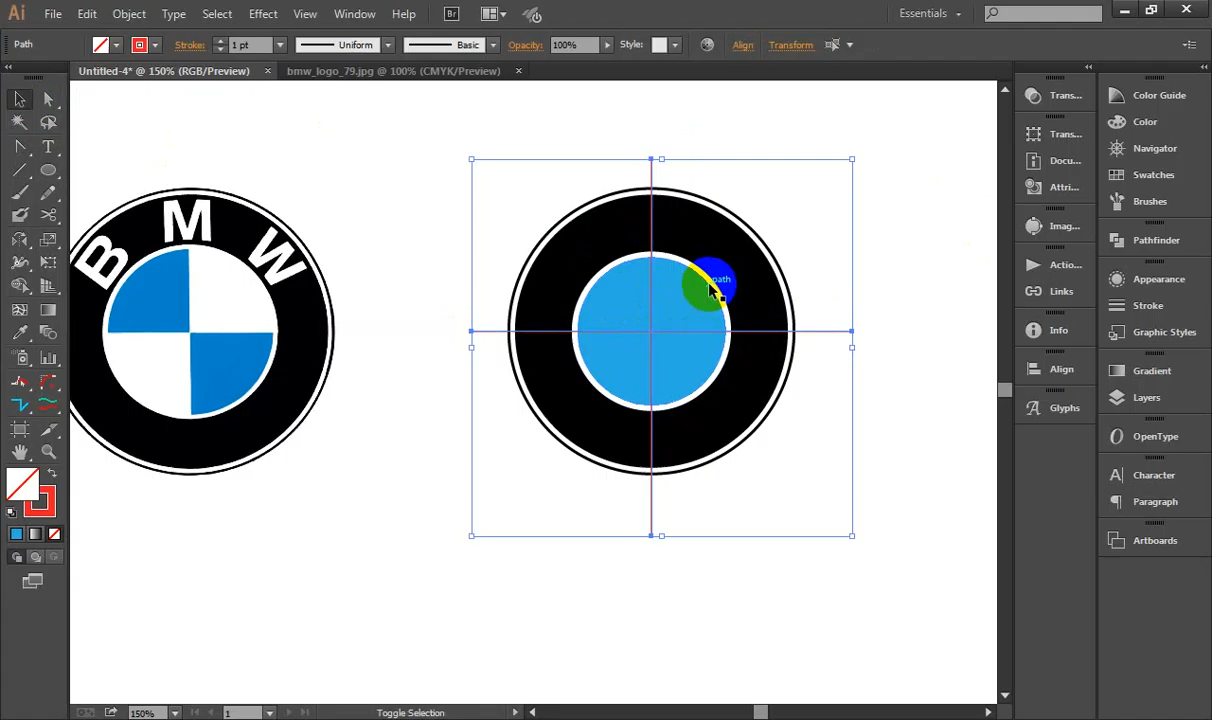 Ai File Edit Object Type Select Effect View Window Help Br Essentials
Path Stroke: 1 pt Uniform Basic Opacity: 100% Style: Align Transform
Untitled-4* @ 150% (RGB/Preview) × bmw_logo_79.jpg @ 100% (CMYK/Preview) ×
B M W
path
Trans...
Trans...
Docu...
Attri...
Imag...
Actio...
Links
Info
Align
Glyphs
Color Guide
Color
Navigator
Swatches
Brushes
Pathfinder
Appearance
Stroke
Graphic Styles
Gradient
Layers
OpenType
Character
Paragraph
Artboards
150% 1 Toggle Selection